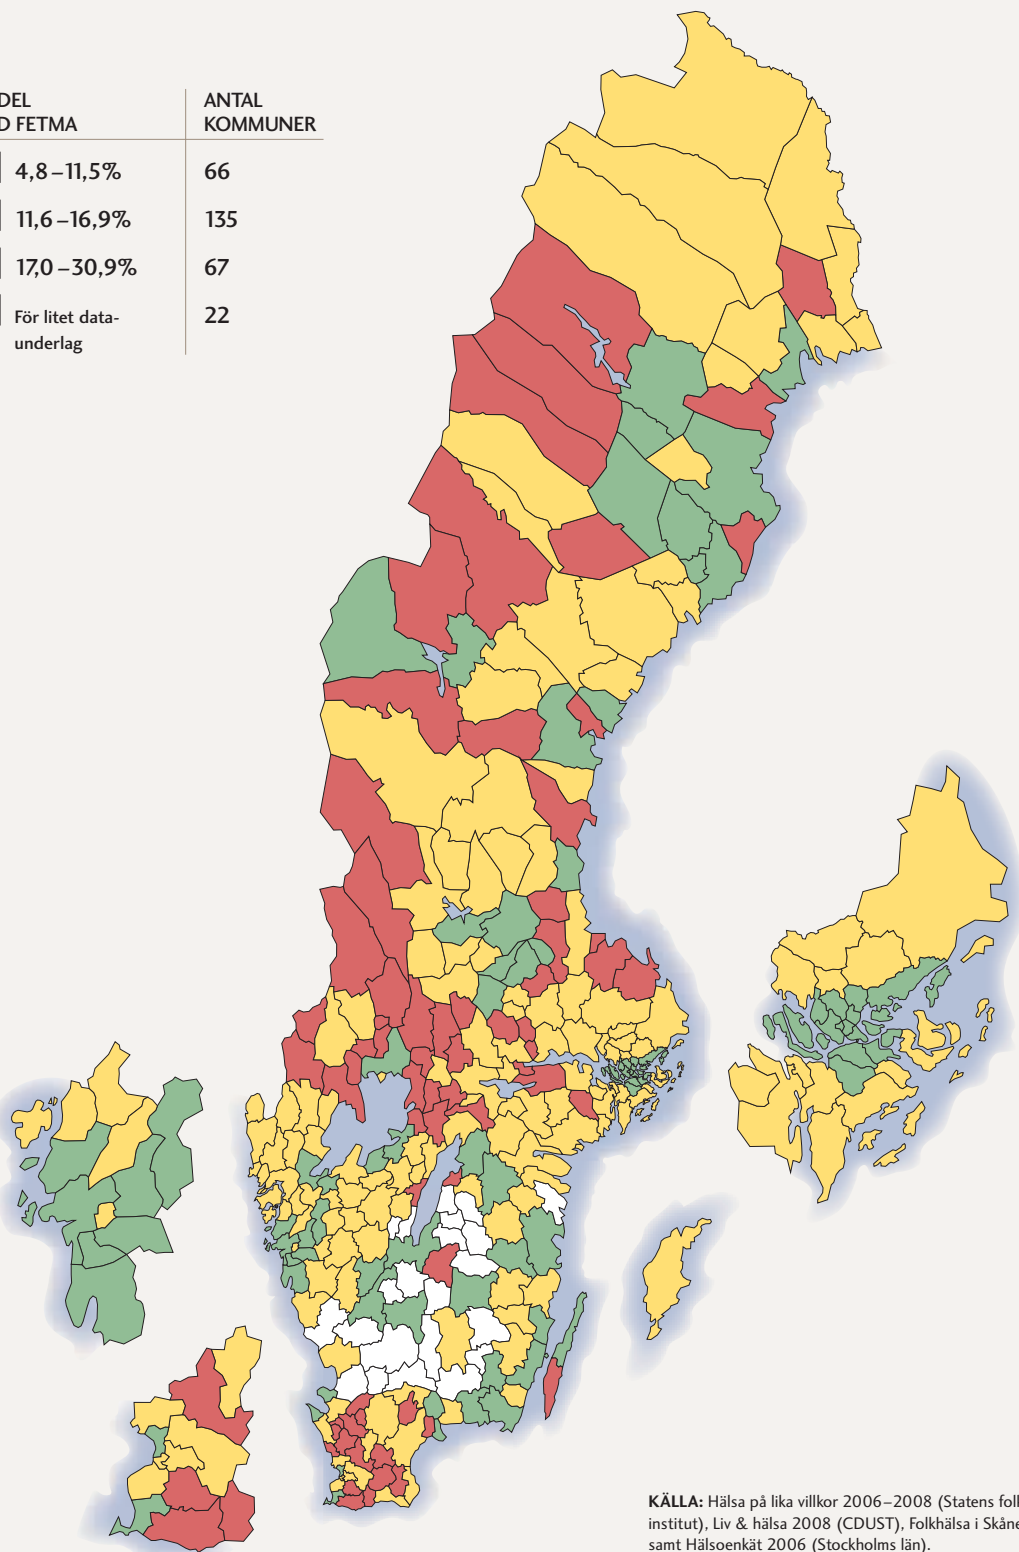 DEL
D FETMA
ANTAL
KOMMUNER
4,8–11,5%
66
11,6–16,9%
135
17,0–30,9%
67
För litet data-
underlag
22
KÄLLA: Hälsa på lika villkor 2006–2008 (Statens folk
institut), Liv & hälsa 2008 (CDUST), Folkhälsa i Skåne
samt Hälsoenkät 2006 (Stockholms län).